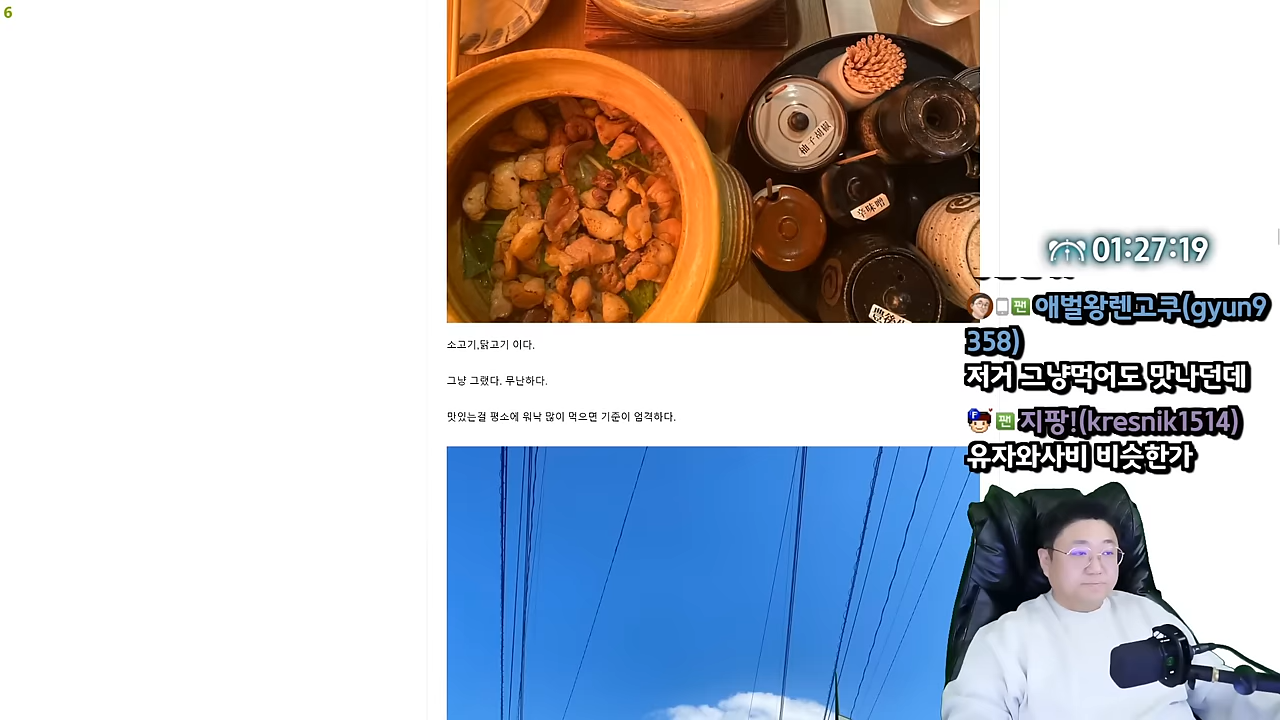 6
柚子胡椒
辛味噌
01:27:19
애벌왕렌고쿠(gyun9
358)
저거 그냥먹어도 맛나던데
지팡!(kresnik1514)
유자와사비 비슷한가
소고기,닭고기 이다.
그냥 그랬다. 무난하다.
맛있는걸 평소에 워낙 많이 먹으면 기준이 엄격하다.